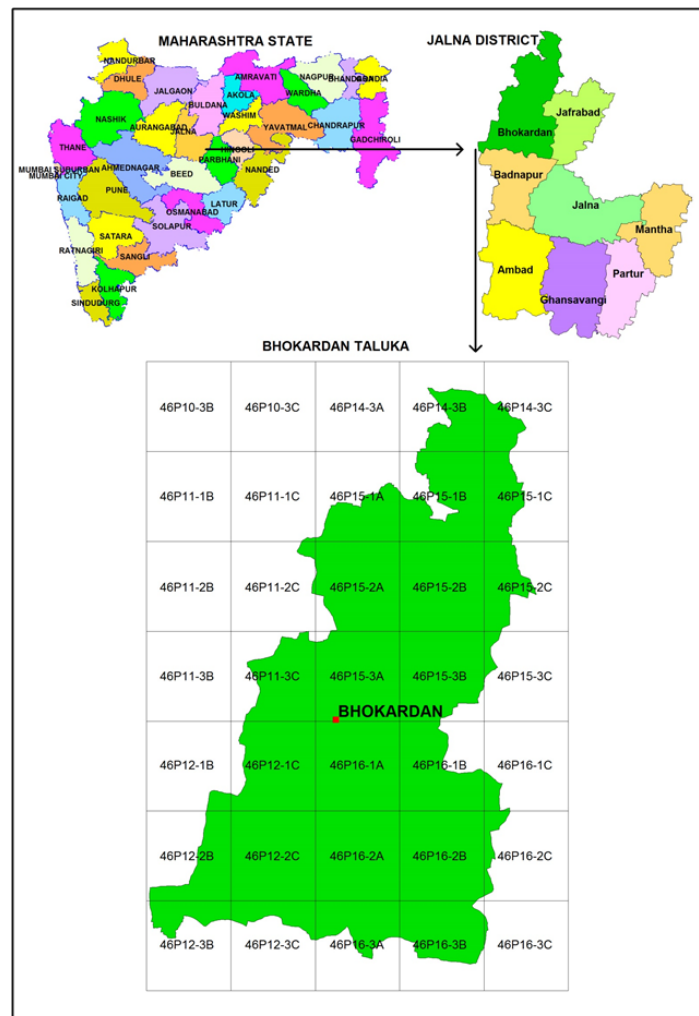 MAHARASHTRA STATE
NANDURBAR
DHULE
JALGAON
BULDANA
AMRAVATI
AKOLA
WARDHA
NAGPUR
BHANDARA
GONDIA
NASHIK
AURANGABAD
JALNA
WASHIM
HINGOLI
YAVATMAL
CHANDRAPUR
GADCHIROLI
THANE
MUMBAI SUBURBAN
MUMBAI CITY
AHMEDNAGAR
PARBHANI
BEED
NANDED
RAIGAD
PUNE
OSMANABAD
LATUR
SOLAPUR
SATARA
RATNAGIRI
SANGLI
KOLHAPUR
SINDUDURG
JALNA DISTRICT
Bhokardan
Jafrabad
Badnapur
Jalna
Mantha
Ambad
Ghansavangi
Partur
BHOKARDAN TALUKA
46P10-3B 46P10-3C 46P14-3A 46P14-3B 46P14-3C
46P11-1B 46P11-1C 46P15-1A 46P15-1B 46P15-1C
46P11-2B 46P11-2C 46P15-2A 46P15-2B 46P15-2C
46P11-3B 46P11-3C 46P15-3A 46P15-3B 46P15-3C
BHOKARDAN
46P12-1B 46P12-1C 46P16-1A 46P16-1B 46P16-1C
46P12-2B 46P12-2C 46P16-2A 46P16-2B 46P16-2C
46P12-3B 46P12-3C 46P16-3A 46P16-3B 46P16-3C